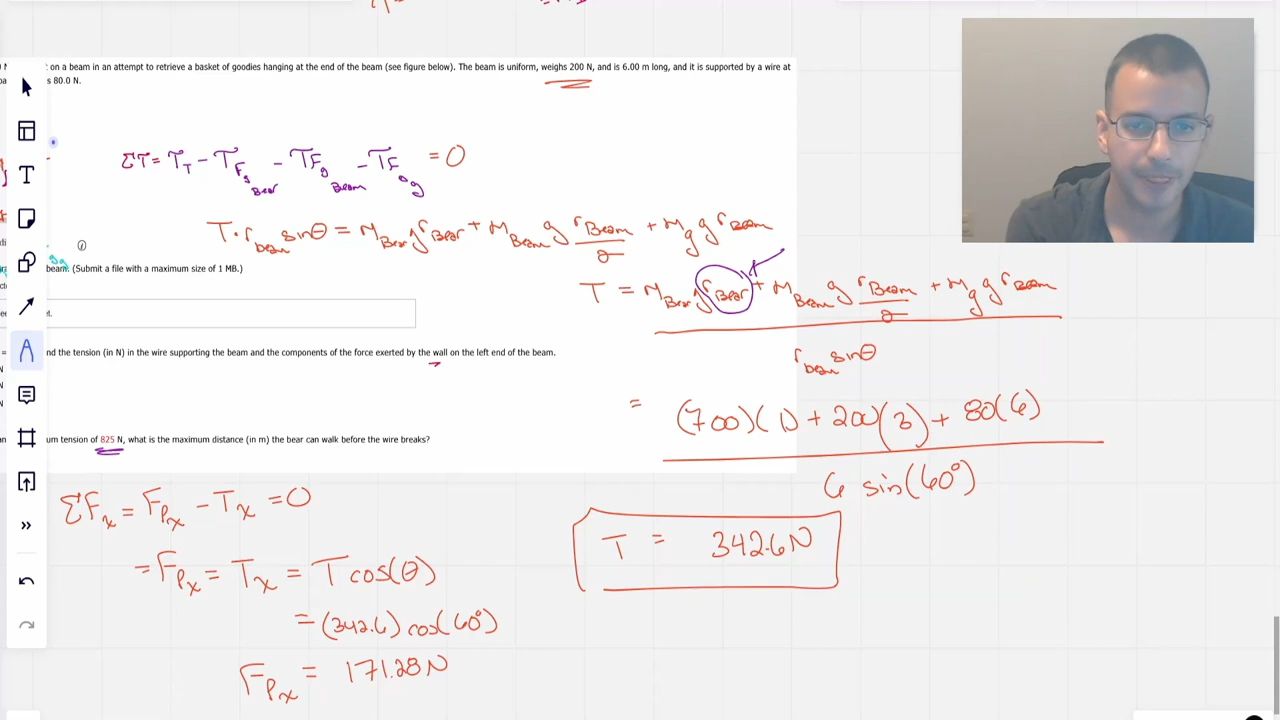 on a beam in an attempt to retrieve a basket of goodies hanging at the end of the beam (see figure below). The beam is uniform, weighs 200 N, and is 6.00 m long, and it is supported by a wire at
s 80.0 N.
ΣT = T_T - T_Fg Bear - T_Fg Beam - T_Fg g = 0
T · r_beam sinθ = M_Bear g r_Bear + M_Beam g r_Beam/2 + M_g g r_Beam
beam. (Submit a file with a maximum size of 1 MB.)
T = (M_Bear g r_Bear + M_Beam g r_Beam/2 + M_g g r_Beam) / (r_beam sinθ)
nd the tension (in N) in the wire supporting the beam and the components of the force exerted by the wall on the left end of the beam.
= ((700)(1) + 200(3) + 80(6)) / (6 sin(60°))
um tension of 825 N, what is the maximum distance (in m) the bear can walk before the wire breaks?
ΣF_x = F_Px - T_x = 0
T = 342.6 N
= F_Px = T_x = T cos(θ)
= (342.6) cos(60°)
F_Px = 171.28 N